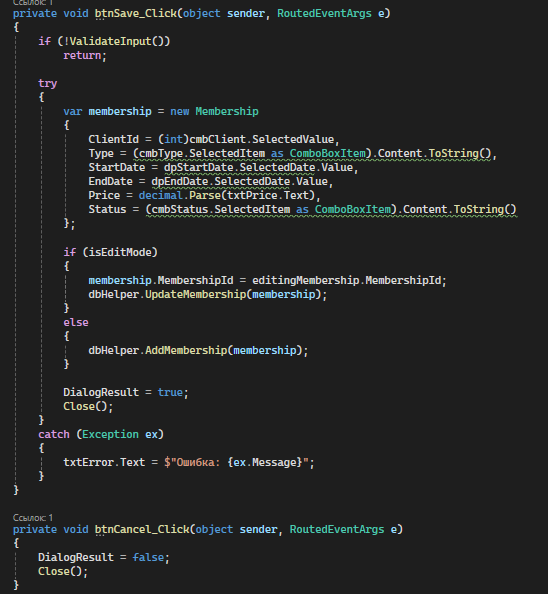 Ссылок: 1
private void btnSave_Click(object sender, RoutedEventArgs e)
{
    if (!ValidateInput())
        return;

    try
    {
        var membership = new Membership
        {
            ClientId = (int)cmbClient.SelectedValue,
            Type = (cmbType.SelectedItem as ComboBoxItem).Content.ToString(),
            StartDate = dpStartDate.SelectedDate.Value,
            EndDate = dpEndDate.SelectedDate.Value,
            Price = decimal.Parse(txtPrice.Text),
            Status = (cmbStatus.SelectedItem as ComboBoxItem).Content.ToString()
        };

        if (isEditMode)
        {
            membership.MembershipId = editingMembership.MembershipId;
            dbHelper.UpdateMembership(membership);
        }
        else
        {
            dbHelper.AddMembership(membership);
        }

        DialogResult = true;
        Close();
    }
    catch (Exception ex)
    {
        txtError.Text = $"Ошибка: {ex.Message}";
    }
}

Ссылок: 1
private void btnCancel_Click(object sender, RoutedEventArgs e)
{
    DialogResult = false;
    Close();
}